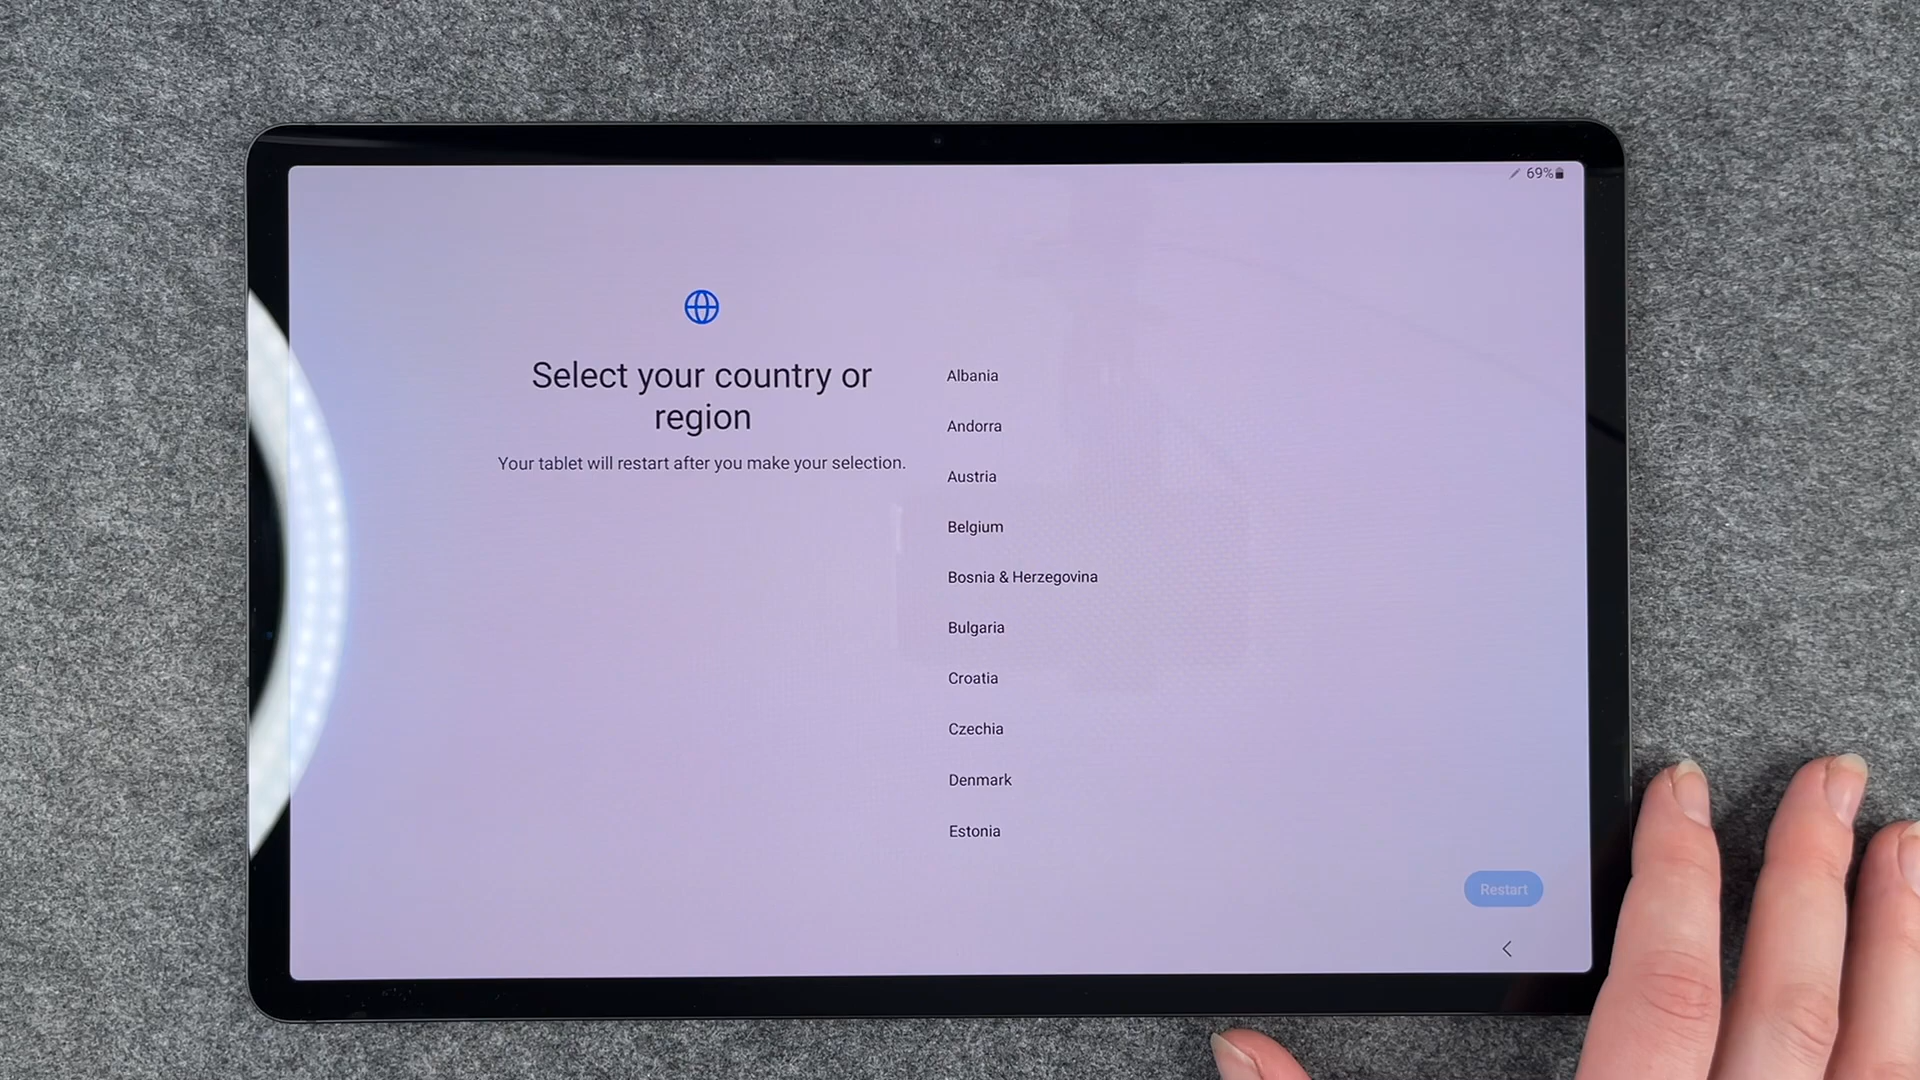 69%
Select your country or
region
Your tablet will restart after you make your selection.
Albania
Andorra
Austria
Belgium
Bosnia & Herzegovina
Bulgaria
Croatia
Czechia
Denmark
Estonia
Restart